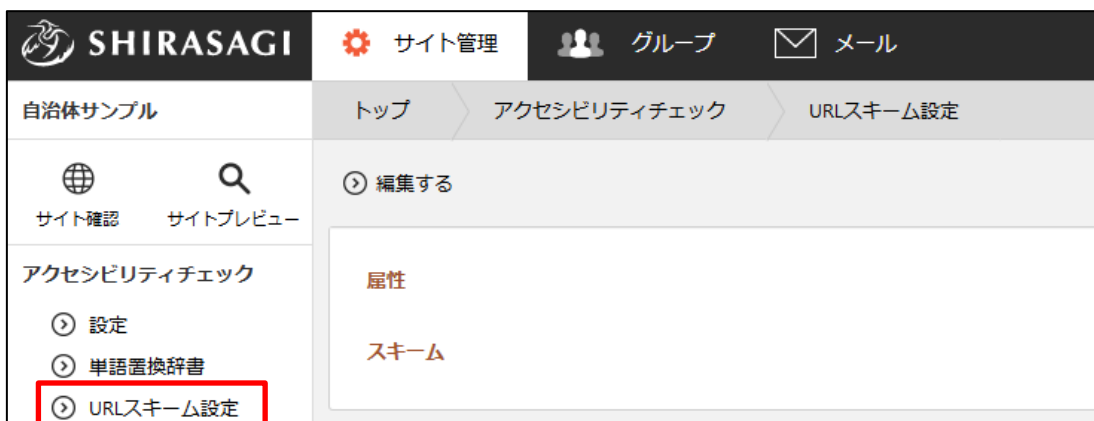 SHIRASAGI
サイト管理
グループ
メール
自治体サンプル
トップ
アクセシビリティチェック
URLスキーム設定
サイト確認
サイトプレビュー
編集する
アクセシビリティチェック
設定
単語置換辞書
URLスキーム設定
属性
スキーム